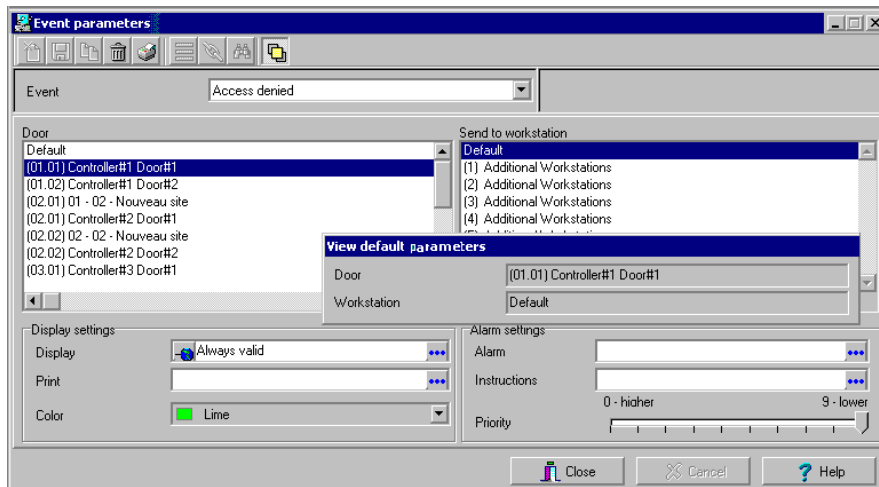 Event parameters
Event
Access denied
Door
Default
(01.01) Controller#1 Door#1
(01.02) Controller#1 Door#2
(02.01) 01 - 02 - Nouveau site
(02.01) Controller#2 Door#1
(02.02) 02 - 02 - Nouveau site
(02.02) Controller#2 Door#2
(03.01) Controller#3 Door#1
Send to workstation
Default
(1) Additional Workstations
(2) Additional Workstations
(3) Additional Workstations
(4) Additional Workstations
View default parameters
Door
(01.01) Controller#1 Door#1
Workstation
Default
Display settings
Display
Always valid
Print
Color
Lime
Alarm settings
Alarm
Instructions
0 - higher
9 - lower
Priority
Close
Cancel
Help